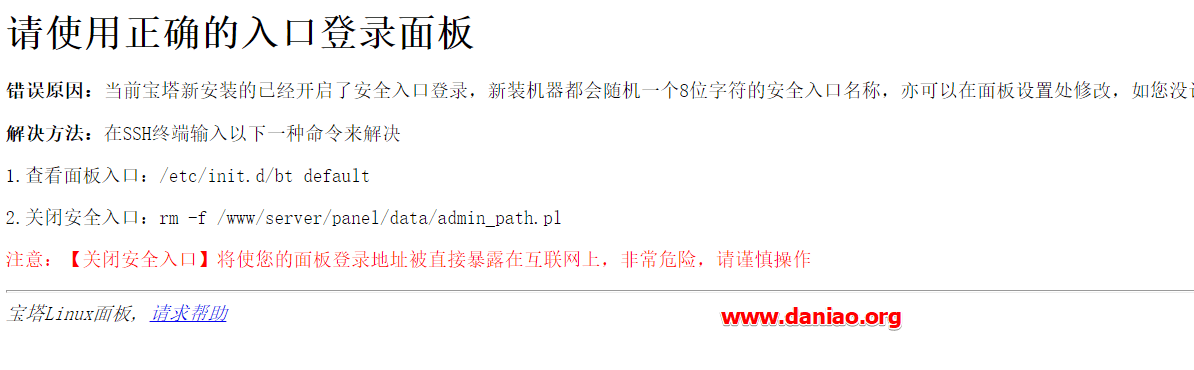 请使用正确的入口登录面板
错误原因：当前宝塔新安装的已经开启了安全入口登录，新装机器都会随机一个8位字符的安全入口名称，亦可以在面板设置处修改，如您没
解决方法：在SSH终端输入以下一种命令来解决
1.查看面板入口：/etc/init.d/bt default
2.关闭安全入口：rm -f /www/server/panel/data/admin_path.pl
注意：【关闭安全入口】将使您的面板登录地址被直接暴露在互联网上，非常危险，请谨慎操作
宝塔Linux面板，请求帮助
www.daniao.org